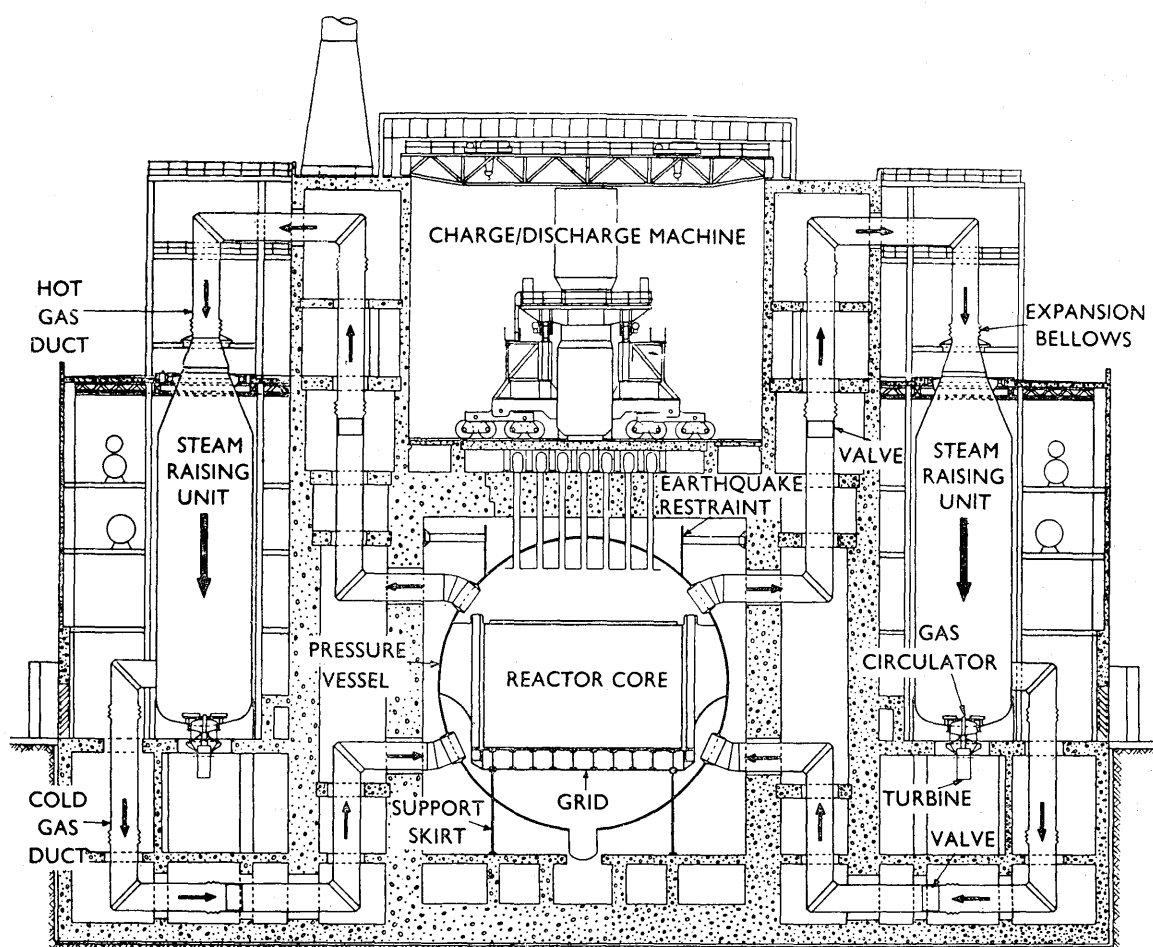 CHARGE/DISCHARGE MACHINE
HOT
GAS
DUCT
EXPANSION
BELLOWS
STEAM
RAISING
UNIT
VALVE
STEAM
RAISING
UNIT
EARTHQUAKE
RESTRAINT
PRESSURE
VESSEL
REACTOR CORE
GAS
CIRCULATOR
COLD
GAS
DUCT
SUPPORT
SKIRT
GRID
TURBINE
VALVE